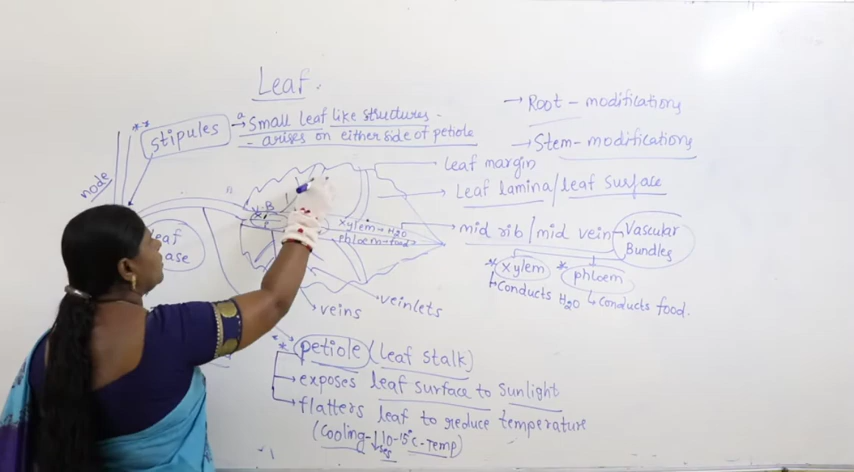 Leaf
stipules
a
small leaf like structures -
- arises on either side of petiole
→ Root - modifications
→ Stem - modifications
node
leaf margin
Leaf lamina/leaf surface
V.B
xylem → H2O
phloem → food
mid rib/mid vein
Vascular
Bundles
xylem
phloem
conducts H2O
conducts food.
veins
veinlets
petiole (leaf stalk)
→ exposes leaf surface to sunlight
→ flatters leaf to reduce temperature
(cooling-↓10-15°c-Temp)